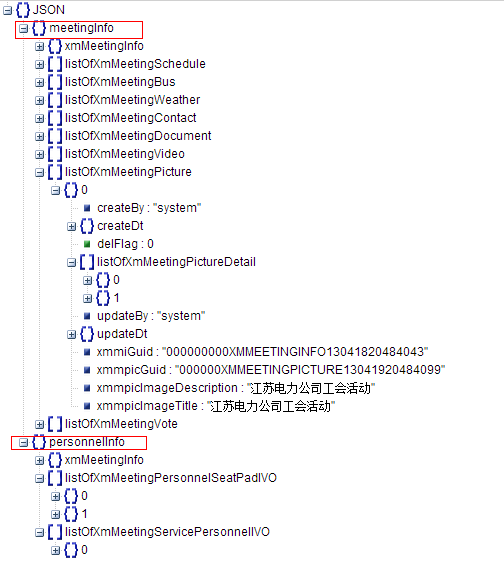 JSON
meetingInfo
xmMeetingInfo
listOfXmMeetingSchedule
listOfXmMeetingBus
listOfXmMeetingWeather
listOfXmMeetingContact
listOfXmMeetingDocument
listOfXmMeetingVideo
listOfXmMeetingPicture
0
createBy : "system"
createDt
delFlag : 0
listOfXmMeetingPictureDetail
0
1
updateBy : "system"
updateDt
xmmiGuid : "000000000XMMEETINGINFO13041820484043"
xmmpicGuid : "000000XMMEETINGPICTURE13041920484099"
xmmpicImageDescription : "江苏电力公司工会活动"
xmmpicImageTitle : "江苏电力公司工会活动"
listOfXmMeetingVote
personnelInfo
xmMeetingInfo
listOfXmMeetingPersonnelSeatPadIVO
0
1
listOfXmMeetingServicePersonnelIVO
0